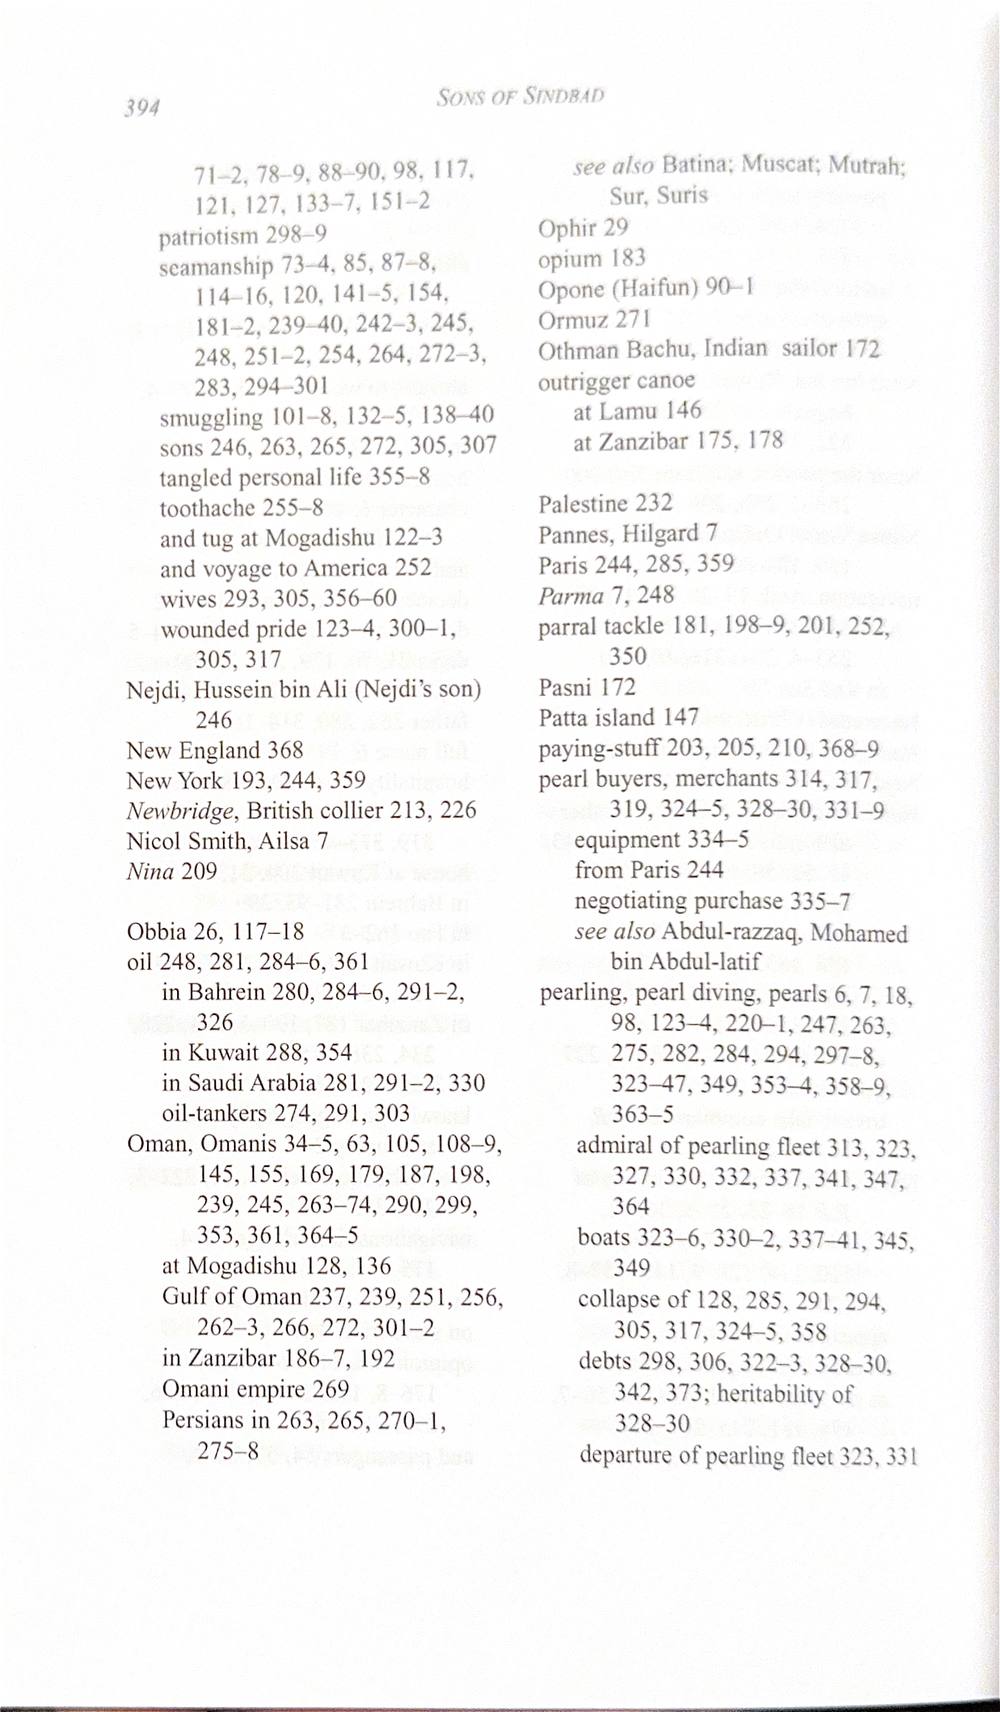 394
SONS OF SINDBAD
71–2, 78–9, 88–90, 98, 117,
121, 127, 133–7, 151–2
patriotism 298–9
seamanship 73–4, 85, 87–8,
114–16, 120, 141–5, 154,
181–2, 239–40, 242–3, 245,
248, 251–2, 254, 264, 272–3,
283, 294–301
smuggling 101–8, 132–5, 138–40
sons 246, 263, 265, 272, 305, 307
tangled personal life 355–8
toothache 255–8
and tug at Mogadishu 122–3
and voyage to America 252
wives 293, 305, 356–60
wounded pride 123–4, 300–1,
305, 317
Nejdi, Hussein bin Ali (Nejdi's son)
246
New England 368
New York 193, 244, 359
Newbridge, British collier 213, 226
Nicol Smith, Ailsa 7
Nina 209
Obbia 26, 117–18
oil 248, 281, 284–6, 361
in Bahrein 280, 284–6, 291–2,
326
in Kuwait 288, 354
in Saudi Arabia 281, 291–2, 330
oil-tankers 274, 291, 303
Oman, Omanis 34–5, 63, 105, 108–9,
145, 155, 169, 179, 187, 198,
239, 245, 263–74, 290, 299,
353, 361, 364–5
at Mogadishu 128, 136
Gulf of Oman 237, 239, 251, 256,
262–3, 266, 272, 301–2
in Zanzibar 186–7, 192
Omani empire 269
Persians in 263, 265, 270–1,
275–8
see also Batina; Muscat; Mutrah;
Sur, Suris
Ophir 29
opium 183
Opone (Haifun) 90–1
Ormuz 271
Othman Bachu, Indian sailor 172
outrigger canoe
at Lamu 146
at Zanzibar 175, 178
Palestine 232
Pannes, Hilgard 7
Paris 244, 285, 359
Parma 7, 248
parral tackle 181, 198–9, 201, 252,
350
Pasni 172
Patta island 147
paying-stuff 203, 205, 210, 368–9
pearl buyers, merchants 314, 317,
319, 324–5, 328–30, 331–9
equipment 334–5
from Paris 244
negotiating purchase 335–7
see also Abdul-razzaq, Mohamed
bin Abdul-latif
pearling, pearl diving, pearls 6, 7, 18,
98, 123–4, 220–1, 247, 263,
275, 282, 284, 294, 297–8,
323–47, 349, 353–4, 358–9,
363–5
admiral of pearling fleet 313, 323,
327, 330, 332, 337, 341, 347,
364
boats 323–6, 330–2, 337–41, 345,
349
collapse of 128, 285, 291, 294,
305, 317, 324–5, 358
debts 298, 306, 322–3, 328–30,
342, 373; heritability of
328–30
departure of pearling fleet 323, 331